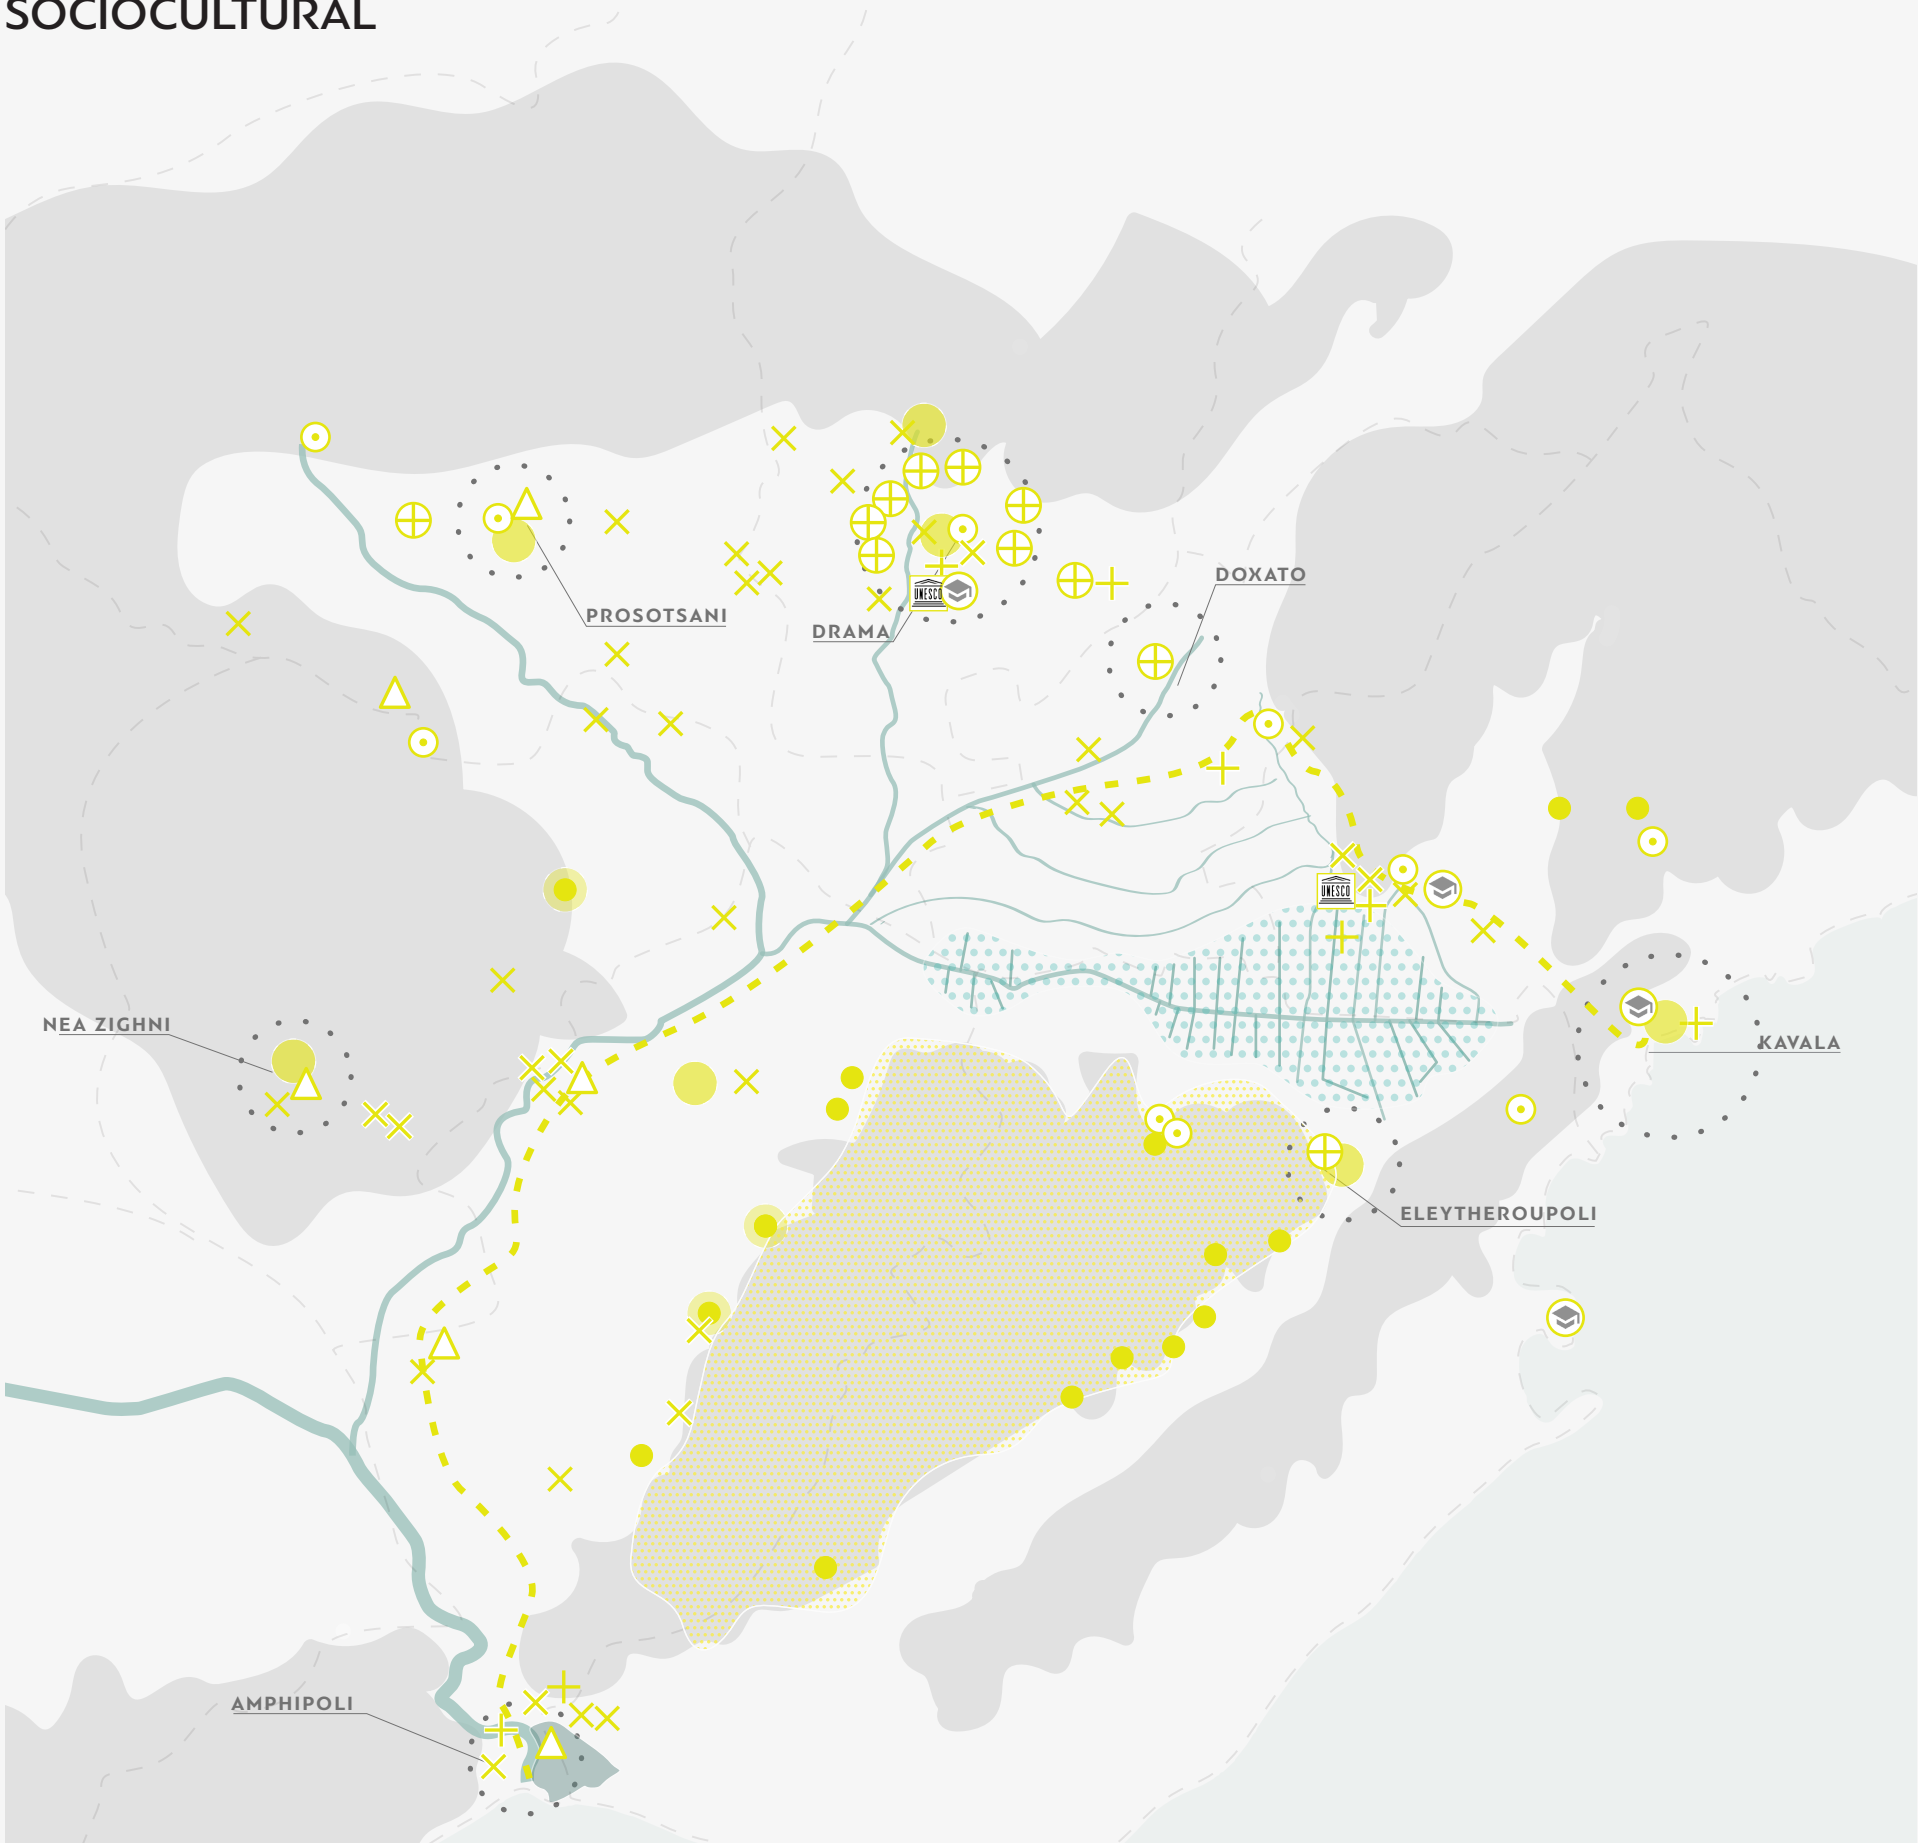 SOCIOCULTURAL
DOXATO
PROSOTSANI
UNESCO
DRAMA
UNESCO
NEA ZIGHNI
KAVALA
ELEYTHEROUPOLI
AMPHIPOLI